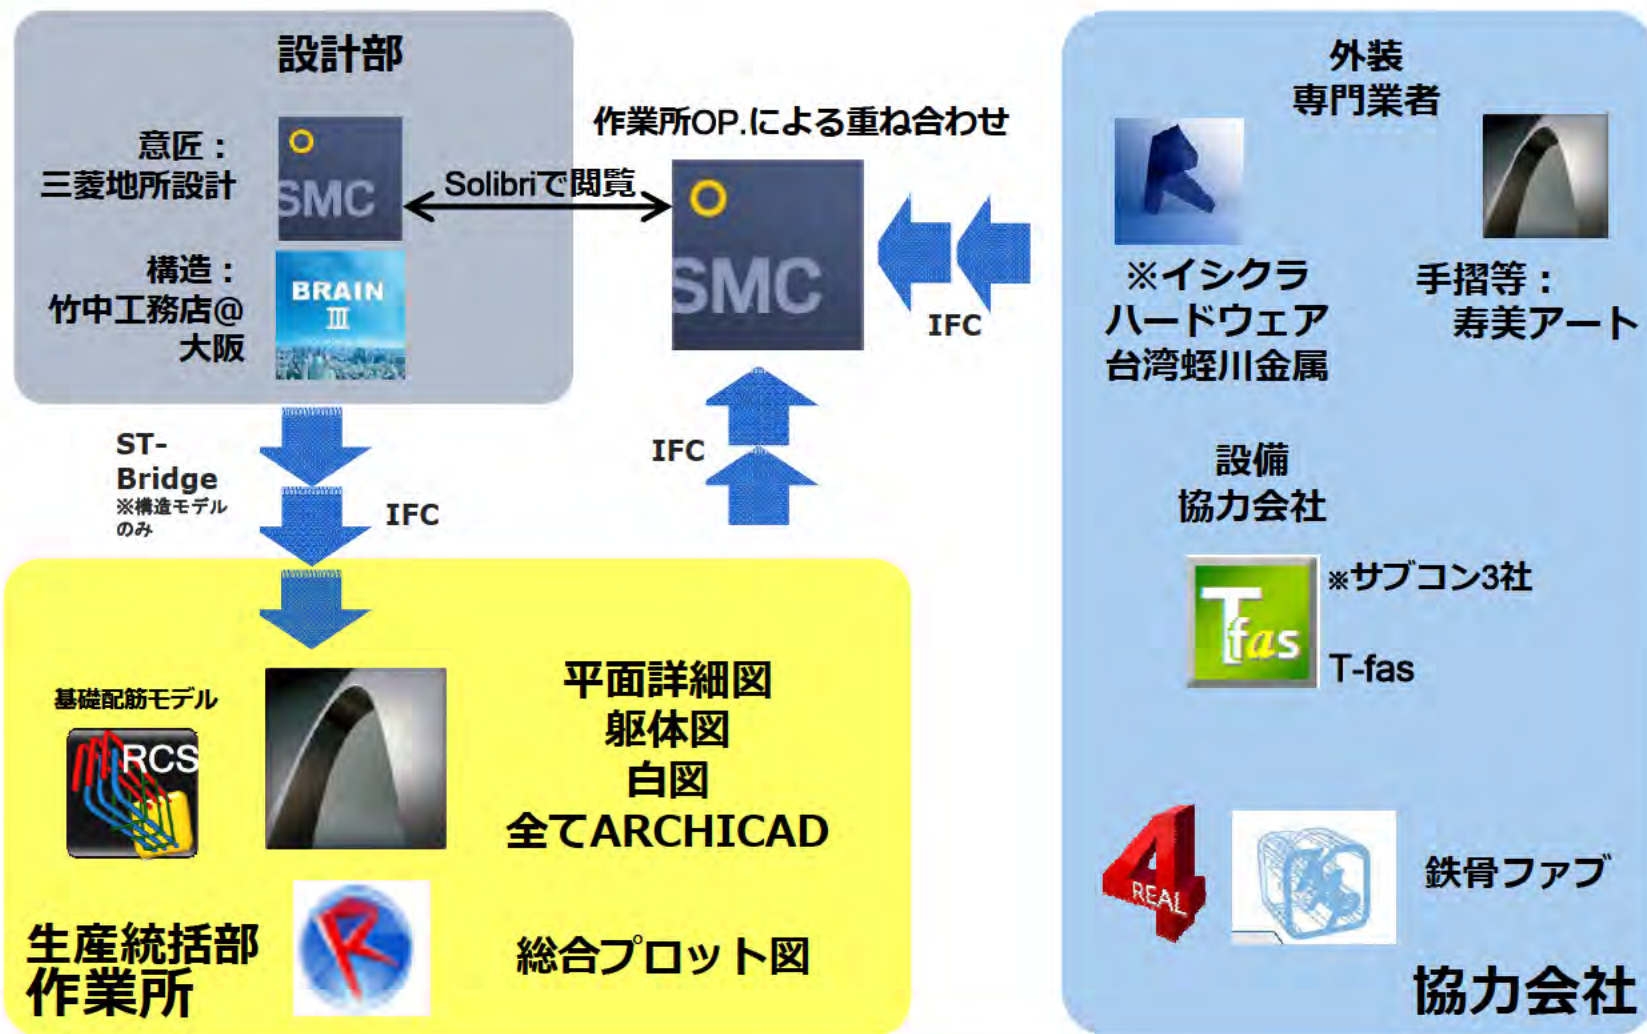 設計部
意匠：
三菱地所設計
SMC
構造：
竹中工務店@
大阪
BRAIN
III
Solibriで閲覧
作業所OP.による重ね合わせ
SMC
IFC
IFC
ST-
Bridge
※構造モデル
のみ
IFC
基礎配筋モデル
RCS
平面詳細図
躯体図
白図
全てARCHICAD
R
総合プロット図
生産統括部
作業所
外装
専門業者
R
※イシクラ
ハードウェア
台湾蛭川金属
手摺等：
寿美アート
設備
協力会社
Tfas
※サブコン3社
T-fas
4
REAL
鉄骨ファブ
協力会社